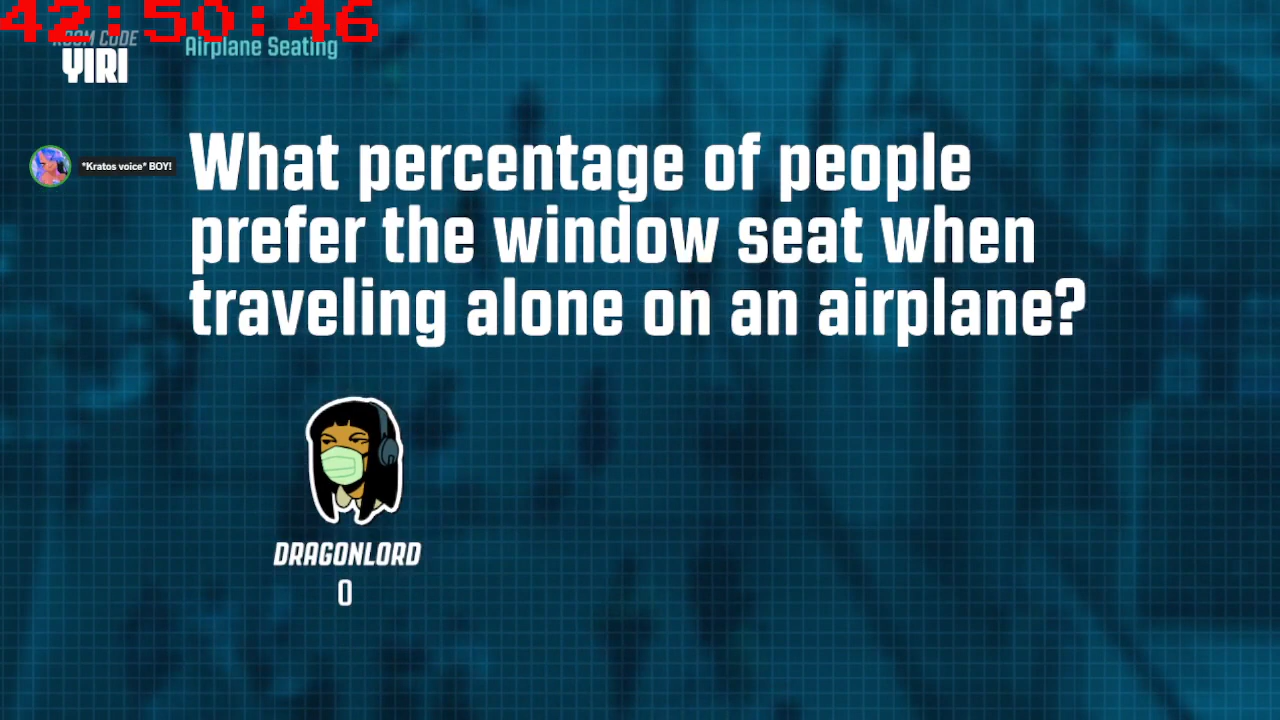 42:50:46
ROOM CODE
YIRI
Airplane Seating
*Kratos voice* BOY!
What percentage of people
prefer the window seat when
traveling alone on an airplane?
DRAGONLORD
0